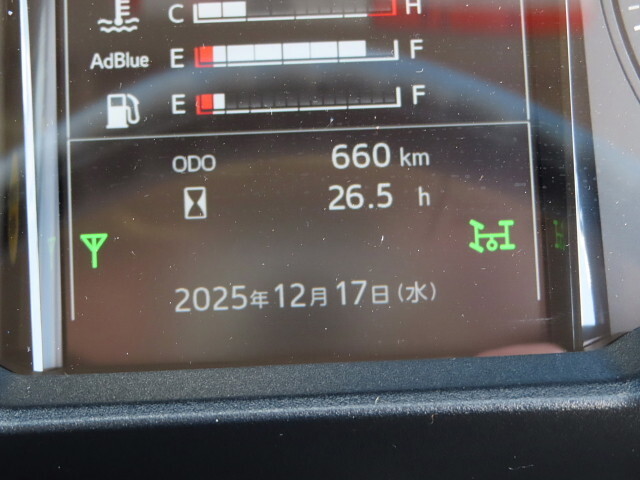 C H
AdBlue E F
E F
ODO 660 km
26.5 h
2025年12月17日(水)